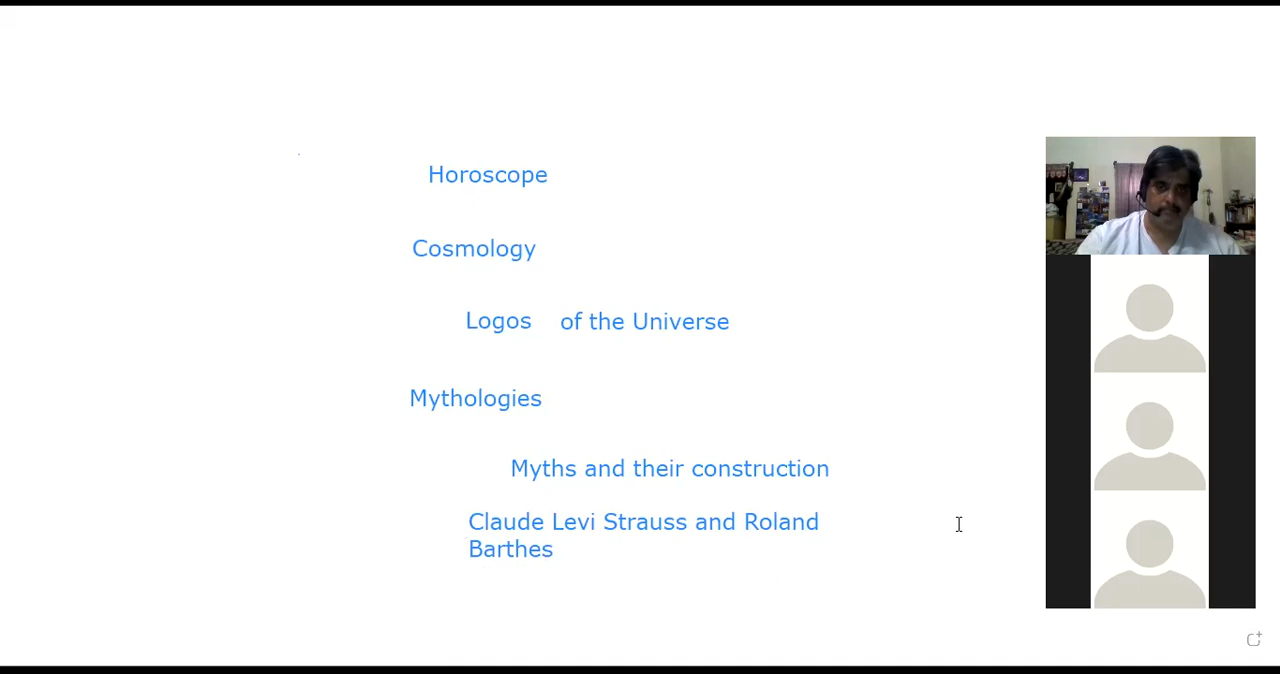 Horoscope
Cosmology
Logos of the Universe
Mythologies
Myths and their construction
Claude Levi Strauss and Roland
Barthes